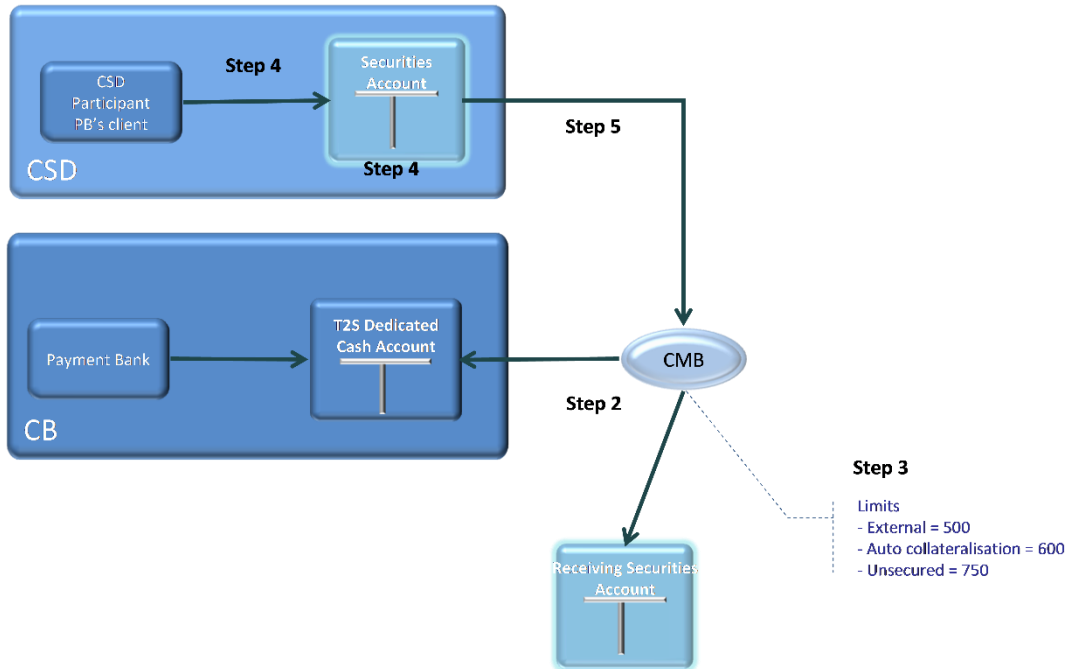 Step 4
Securities
Account
CSD
Participant
PB's client
Step 5
Step 4
CSD
T2S Dedicated
Cash Account
Payment Bank
CMB
Step 2
CB
Step 3
Limits
- External = 500
- Auto collateralisation = 600
- Unsecured = 750
Receiving Securities
Account